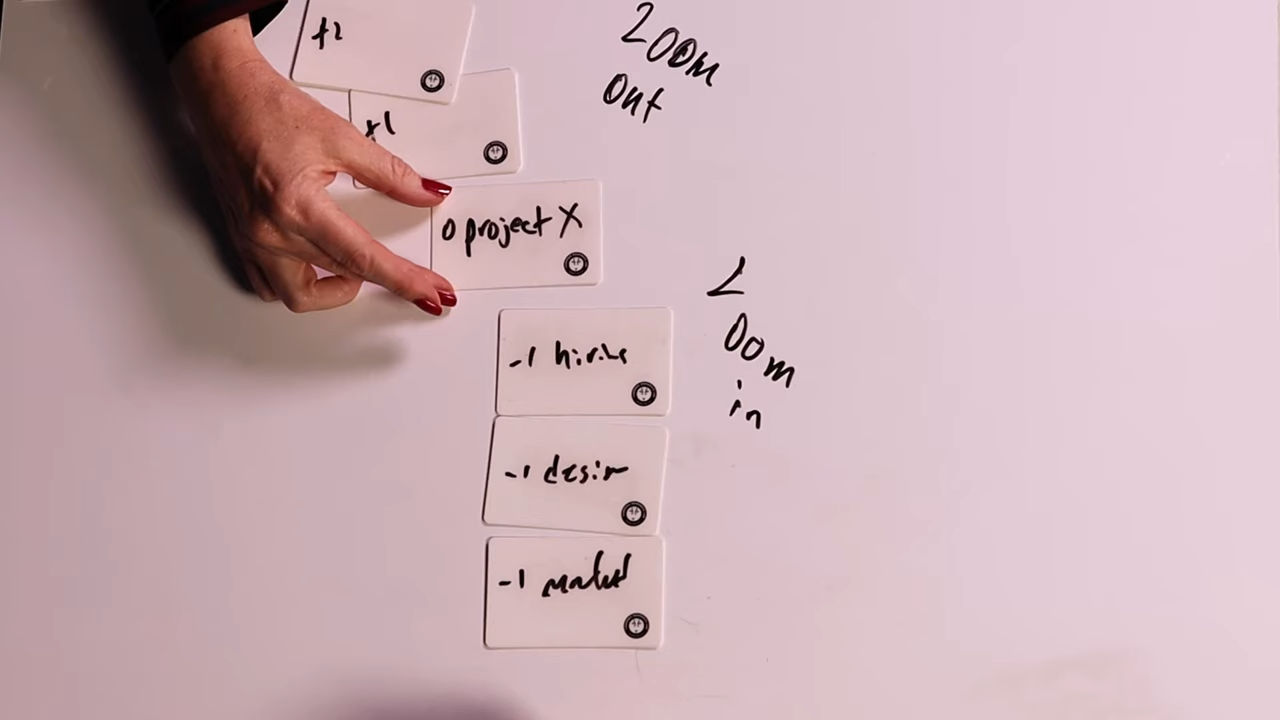 +2
+1
0 project X
-1 hiring
-1 design
-1 market
Zoom
out
Zoom
in